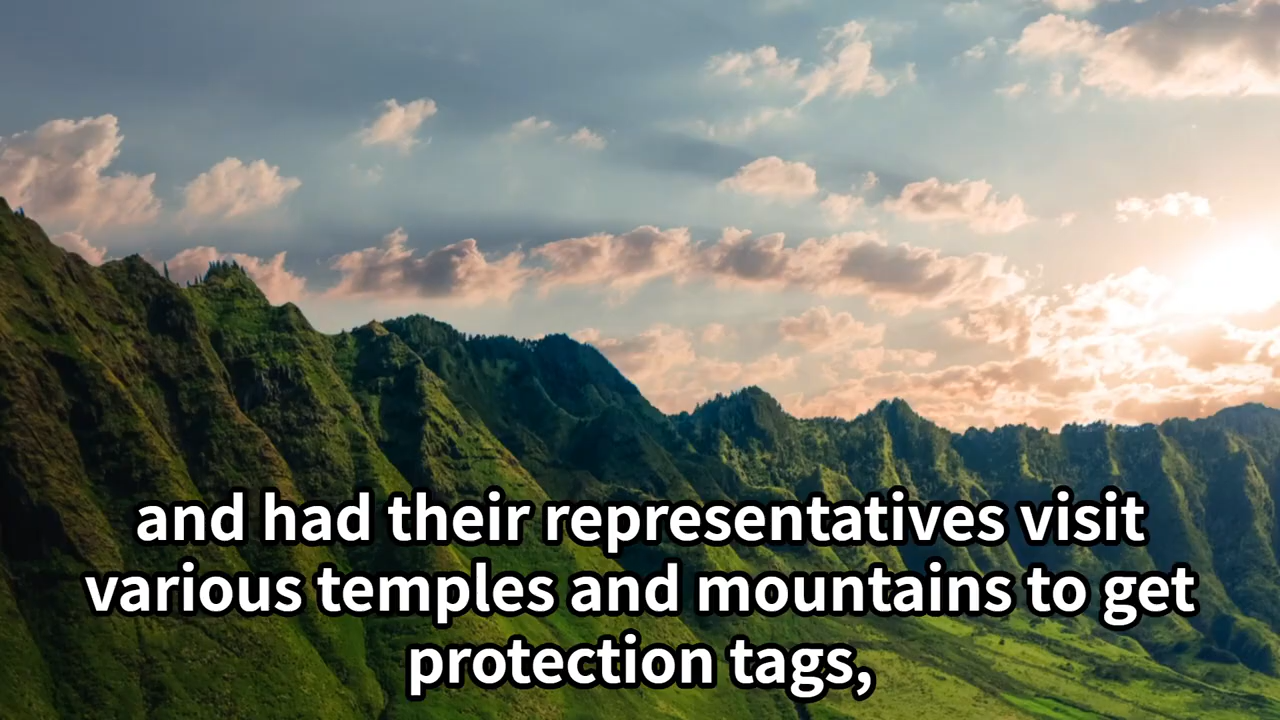 and had their representatives visit
various temples and mountains to get
protection tags,